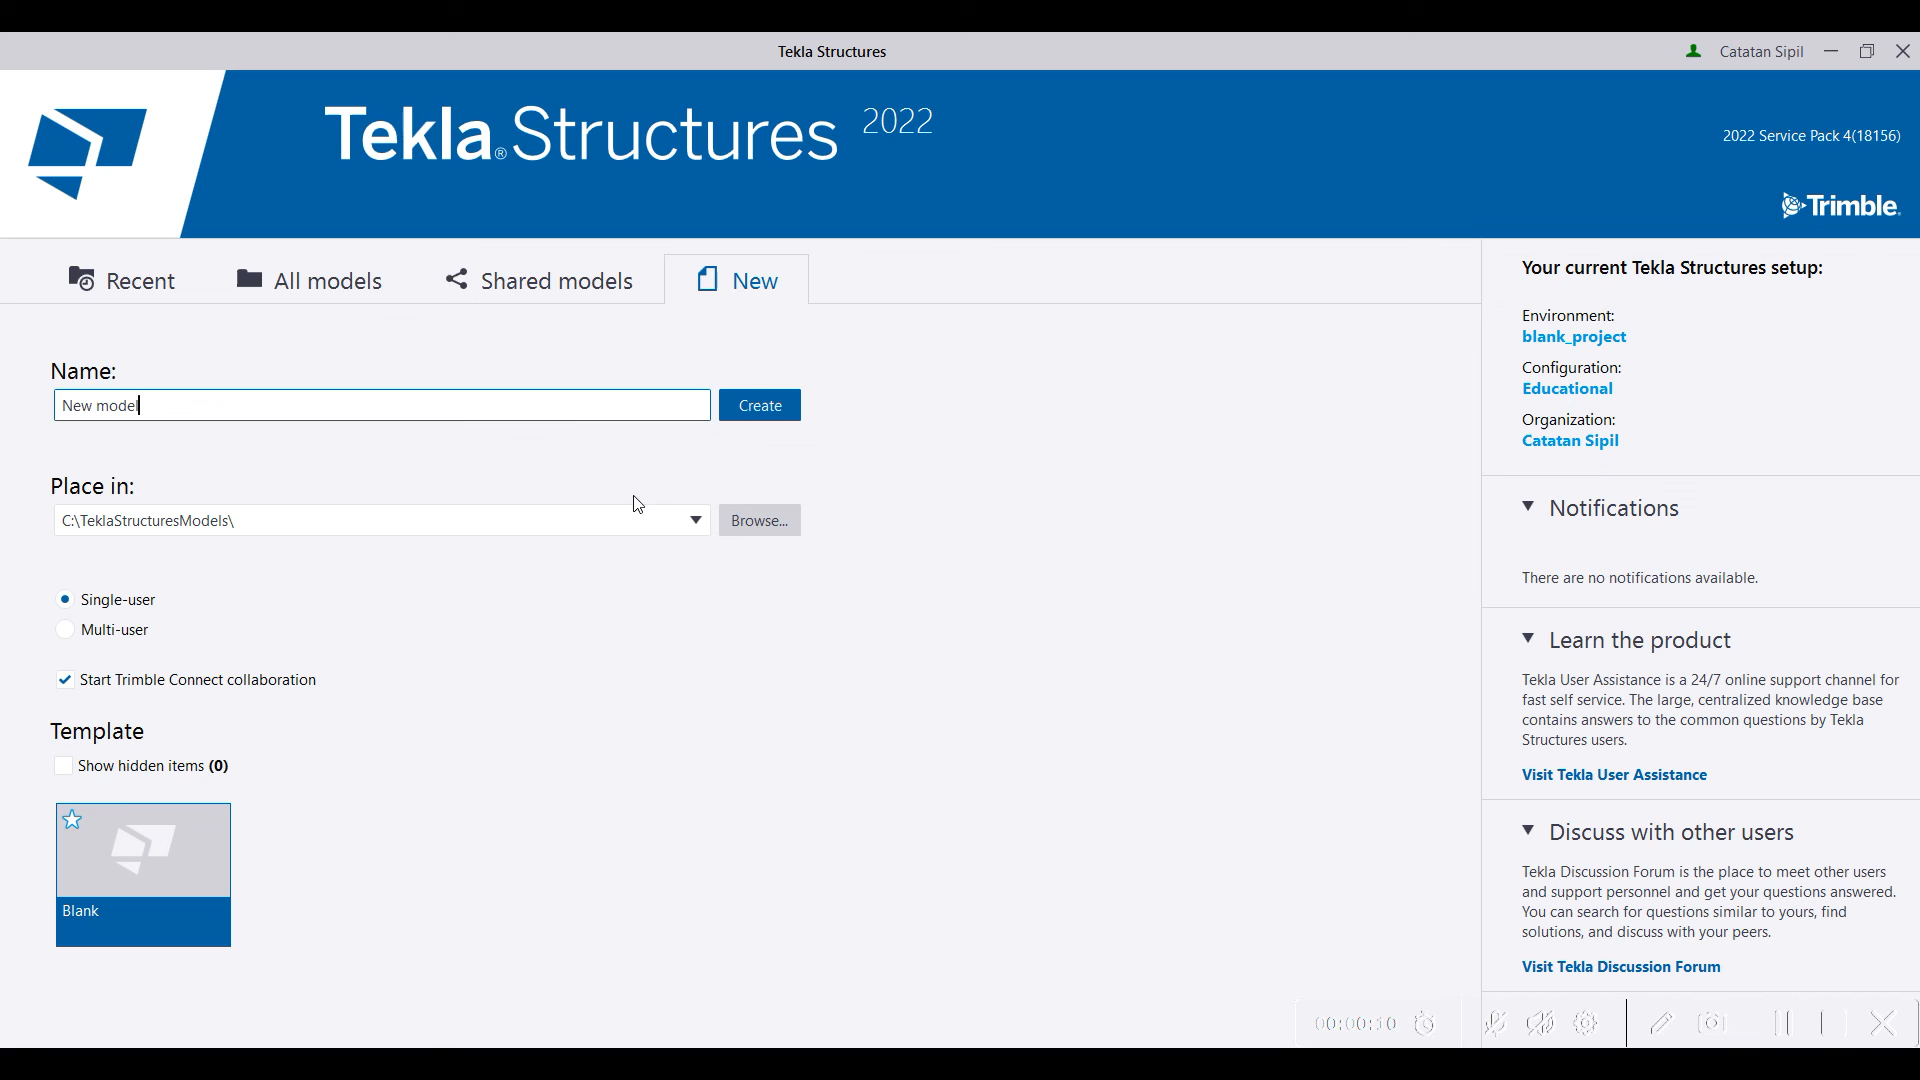 Tekla Structures
Catatan Sipil
Tekla® Structures 2022
2022 Service Pack 4(18156)
Trimble®
Recent
All models
Shared models
New
Name:
New model
Create
Place in:
C:\TeklaStructuresModels\
Browse...
Single-user
Multi-user
Start Trimble Connect collaboration
Template
Show hidden items (0)
Blank
Your current Tekla Structures setup:
Environment:
blank_project
Configuration:
Educational
Organization:
Catatan Sipil
Notifications
There are no notifications available.
Learn the product
Tekla User Assistance is a 24/7 online support channel for
fast self service. The large, centralized knowledge base
contains answers to the common questions by Tekla
Structures users.
Visit Tekla User Assistance
Discuss with other users
Tekla Discussion Forum is the place to meet other users
and support personnel and get your questions answered.
You can search for questions similar to yours, find
solutions, and discuss with your peers.
Visit Tekla Discussion Forum
00:00:10